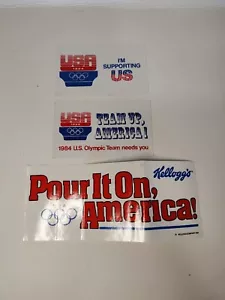 USA
I'M
SUPPORTING
US
USA
TEAM UP,
AMERICA!
1984 U.S. Olympic Team needs you
Kellogg's
Pour It On,
America!